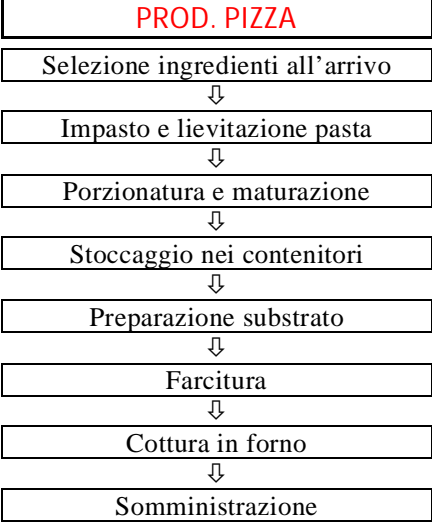 PROD. PIZZA
Selezione ingredienti all’arrivo
⇩
Impasto e lievitazione pasta
⇩
Porzionatura e maturazione
⇩
Stoccaggio nei contenitori
⇩
Preparazione substrato
⇩
Farcitura
⇩
Cottura in forno
⇩
Somministrazione